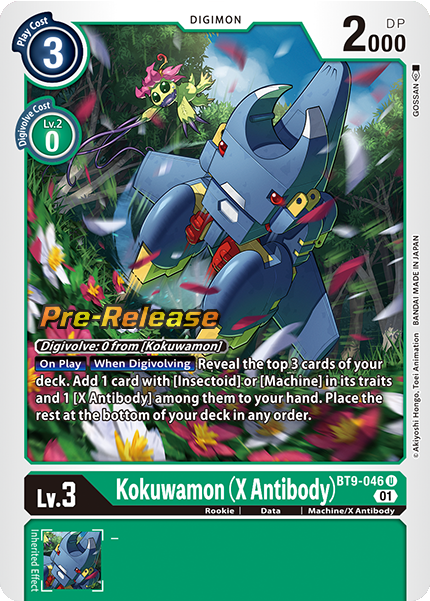 DIGIMON
Play Cost
3
DP
2000
Digivolve Cost
Lv.2
0
GOSSAN
© Akiyoshi Hongo, Toei Animation BANDAI MADE IN JAPAN
Pre-Release
Digivolve: 0 from [Kokuwamon]
On Play When Digivolving Reveal the top 3 cards of your
deck. Add 1 card with [Insectoid] or [Machine] in its traits
and 1 [X Antibody] among them to your hand. Place the
rest at the bottom of your deck in any order.
Lv.3 Kokuwamon (X Antibody) BT9-046 U
01
Rookie | Data | Machine/X Antibody
Inherited Effect
–